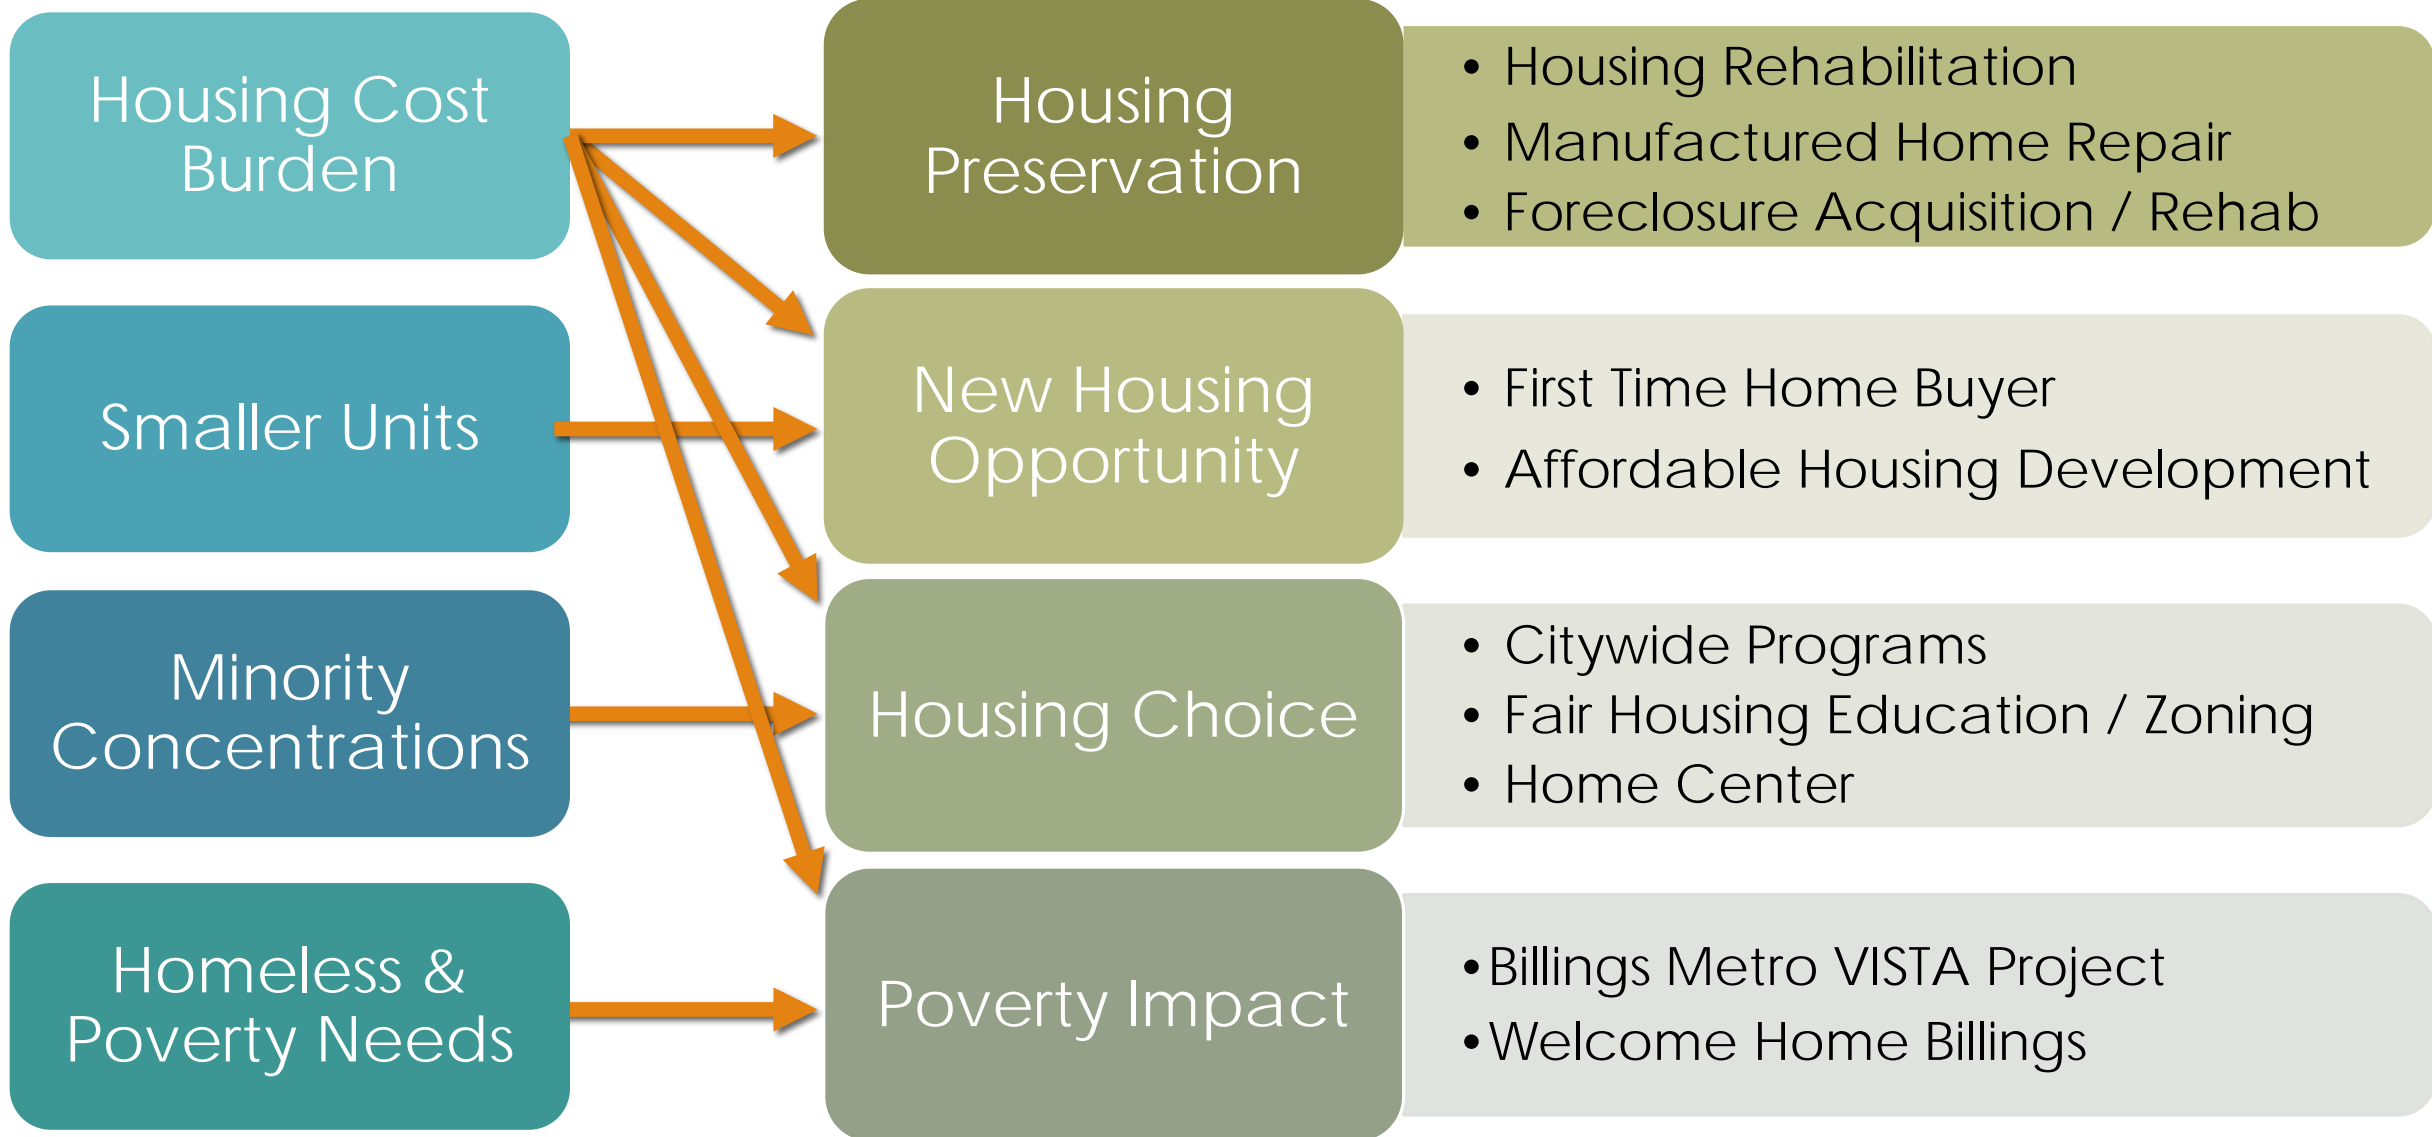 Housing Cost
Burden
Housing
Preservation
• Housing Rehabilitation
• Manufactured Home Repair
• Foreclosure Acquisition / Rehab
Smaller Units
New Housing
Opportunity
• First Time Home Buyer
• Affordable Housing Development
Minority
Concentrations
Housing Choice
• Citywide Programs
• Fair Housing Education / Zoning
• Home Center
Homeless &
Poverty Needs
Poverty Impact
• Billings Metro VISTA Project
• Welcome Home Billings